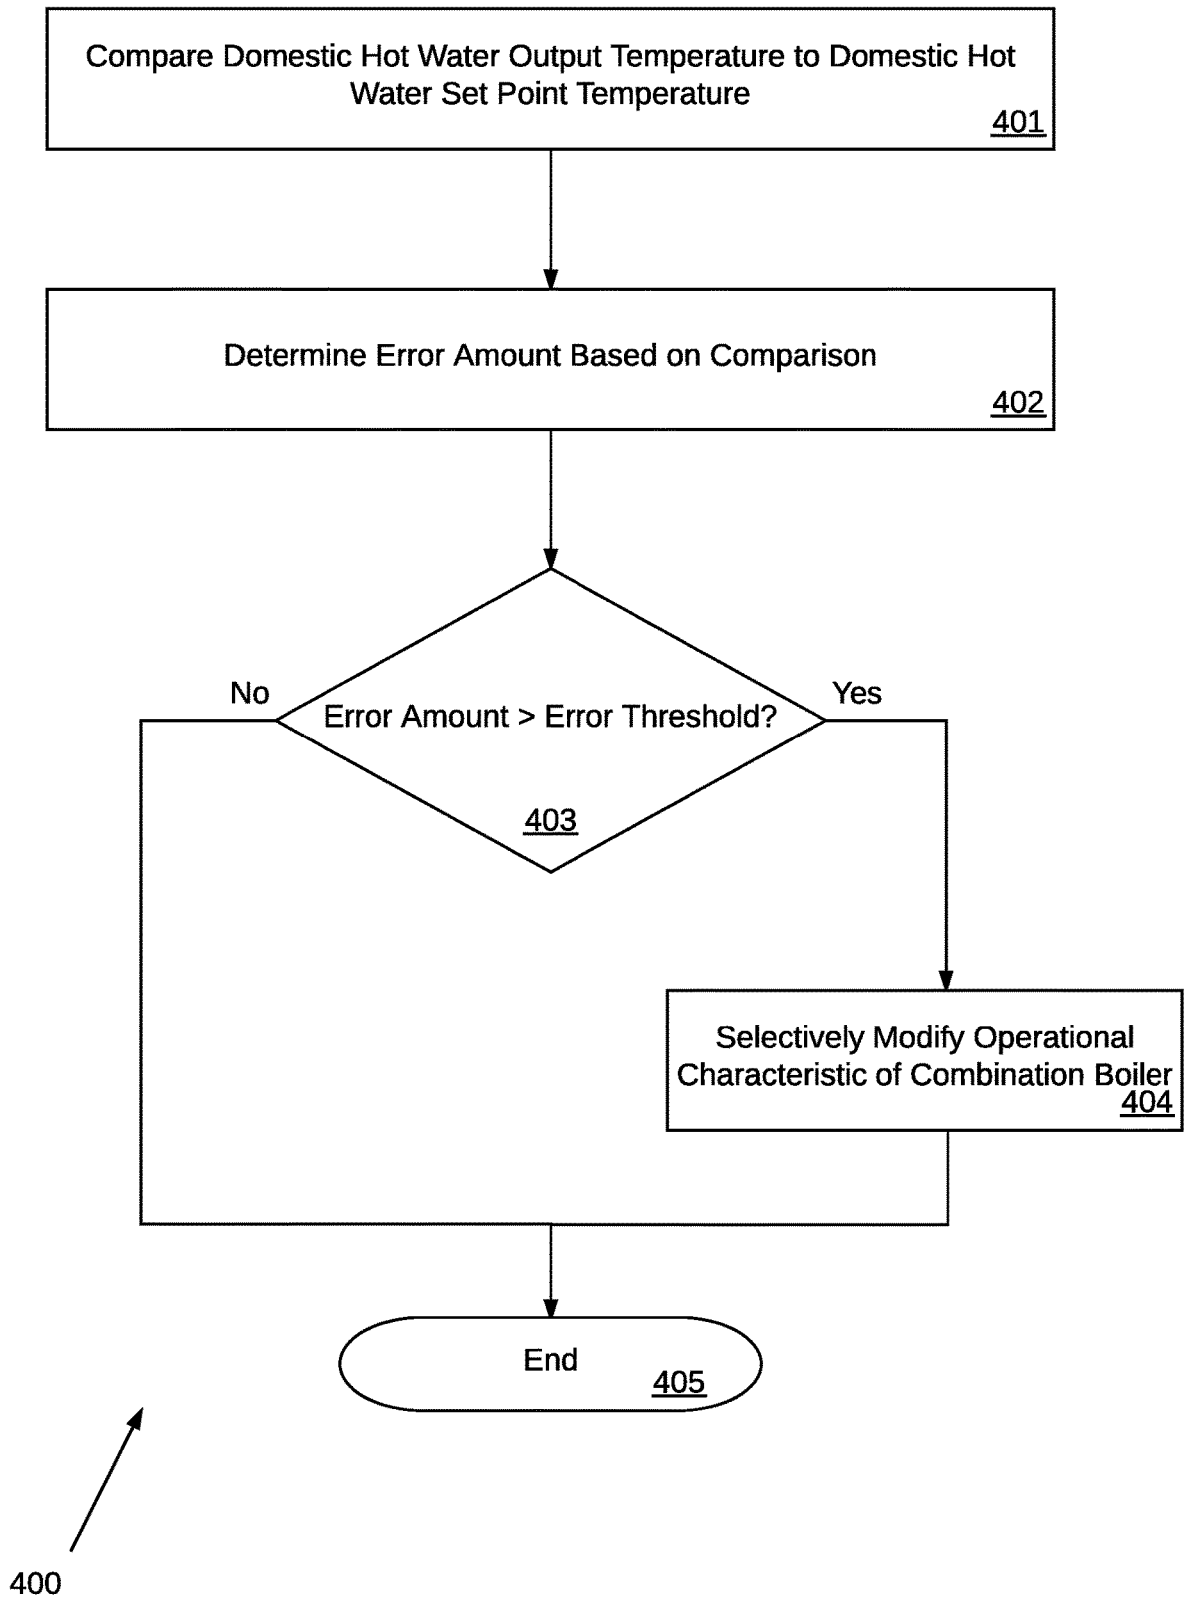 Compare Domestic Hot Water Output Temperature to Domestic Hot
Water Set Point Temperature
401
Determine Error Amount Based on Comparison
402
No
Yes
Error Amount > Error Threshold?
403
Selectively Modify Operational
Characteristic of Combination Boiler
404
End
405
400